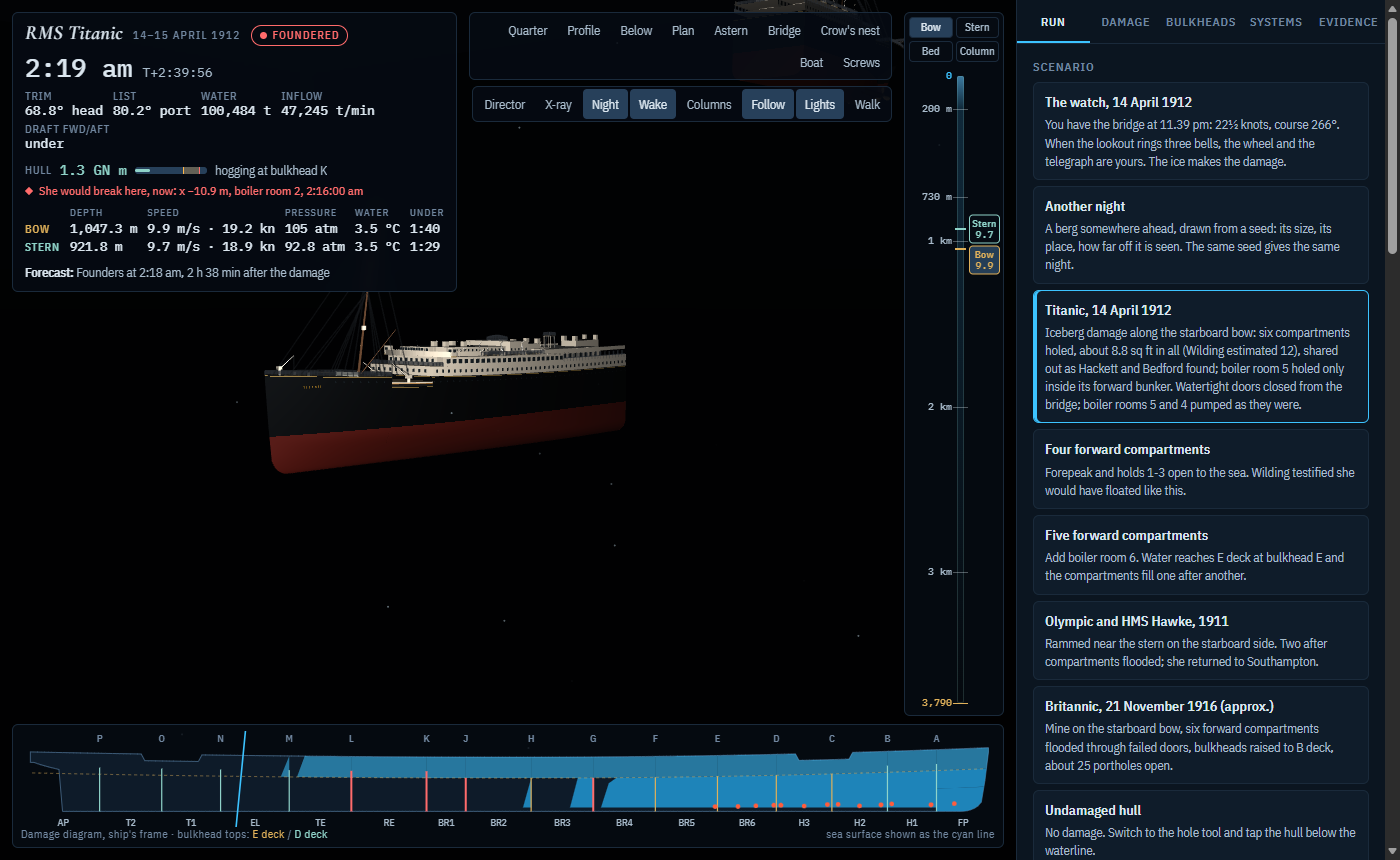 RMS Titanic 14–15 APRIL 1912 FOUNDERED
2:19 am T+2:39:56
TRIM LIST WATER INFLOW
68.8° head 80.2° port 100,484 t 47,245 t/min
DRAFT FWD/AFT
under
HULL 1.3 GN m hogging at bulkhead K
She would break here, now: x −10.9 m, boiler room 2, 2:16:00 am
DEPTH SPEED PRESSURE WATER UNDER
BOW 1,047.3 m 9.9 m/s · 19.2 kn 105 atm 3.5 °C 1:40
STERN 921.8 m 9.7 m/s · 18.9 kn 92.8 atm 3.5 °C 1:29
Forecast: Founders at 2:18 am, 2 h 38 min after the damage
Quarter Profile Below Plan Astern Bridge Crow's nest
Boat Screws
Director X-ray Night Wake Columns Follow Lights Walk
Bow Stern
Bed Column
0
200 m
730 m
Stern
9.7
1 km
Bow
9.9
2 km
3 km
3,790
RUN DAMAGE BULKHEADS SYSTEMS EVIDENCE
SCENARIO
The watch, 14 April 1912
You have the bridge at 11.39 pm: 22½ knots, course 266°.
When the lookout rings three bells, the wheel and the
telegraph are yours. The ice makes the damage.
Another night
A berg somewhere ahead, drawn from a seed: its size, its
place, how far off it is seen. The same seed gives the same
night.
Titanic, 14 April 1912
Iceberg damage along the starboard bow: six compartments
holed, about 8.8 sq ft in all (Wilding estimated 12), shared
out as Hackett and Bedford found; boiler room 5 holed only
inside its forward bunker. Watertight doors closed from the
bridge; boiler rooms 5 and 4 pumped as they were.
Four forward compartments
Forepeak and holds 1-3 open to the sea. Wilding testified she
would have floated like this.
Five forward compartments
Add boiler room 6. Water reaches E deck at bulkhead E and
the compartments fill one after another.
Olympic and HMS Hawke, 1911
Rammed near the stern on the starboard side. Two after
compartments flooded; she returned to Southampton.
Britannic, 21 November 1916 (approx.)
Mine on the starboard bow, six forward compartments
flooded through failed doors, bulkheads raised to B deck,
about 25 portholes open.
Undamaged hull
No damage. Switch to the hole tool and tap the hull below the
waterline.
P O N M L K J H G F E D C B A
AP T2 T1 EL TE RE BR1 BR2 BR3 BR4 BR5 BR6 H3 H2 H1 FP
Damage diagram, ship's frame · bulkhead tops: E deck / D deck
sea surface shown as the cyan line